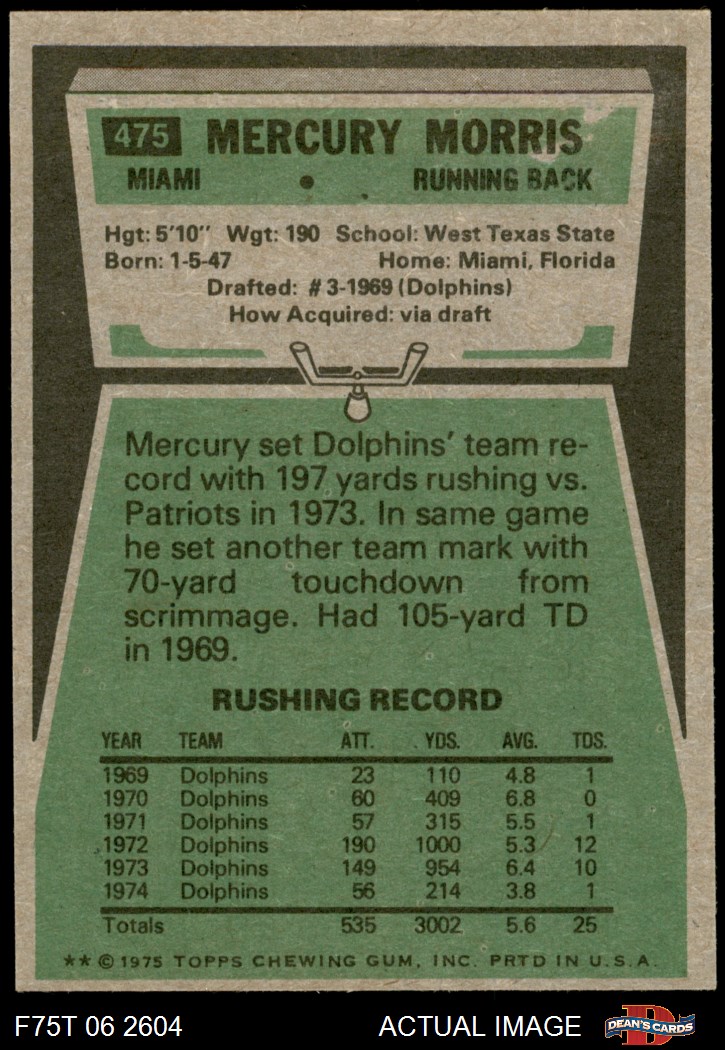 475 MERCURY MORRIS
MIAMI • RUNNING BACK
Hgt: 5'10" Wgt: 190 School: West Texas State
Born: 1-5-47 Home: Miami, Florida
Drafted: #3-1969 (Dolphins)
How Acquired: via draft
Mercury set Dolphins' team re-
cord with 197 yards rushing vs.
Patriots in 1973. In same game
he set another team mark with
70-yard touchdown from
scrimmage. Had 105-yard TD
in 1969.
RUSHING RECORD
YEAR TEAM ATT. YDS. AVG. TDS.
1969 Dolphins 23 110 4.8 1
1970 Dolphins 60 409 6.8 0
1971 Dolphins 57 315 5.5 1
1972 Dolphins 190 1000 5.3 12
1973 Dolphins 149 954 6.4 10
1974 Dolphins 56 214 3.8 1
Totals 535 3002 5.6 25
** © 1975 TOPPS CHEWING GUM, INC. PRTD IN U.S.A.
F75T 06 2604 ACTUAL IMAGE D DEAN'S CARDS